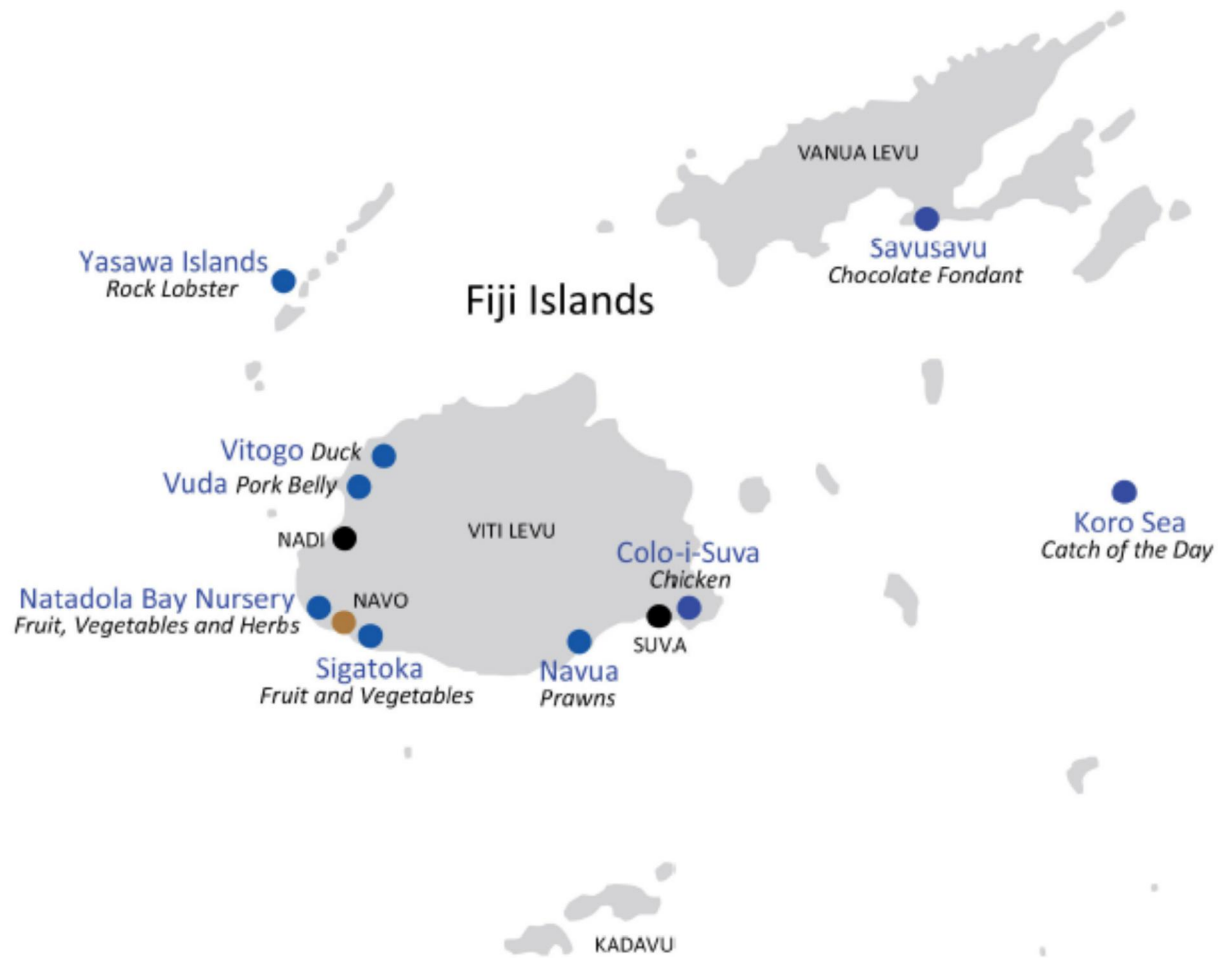 VANUA LEVU
Savusavu
Chocolate Fondant
Yasawa Islands
Rock Lobster
Fiji Islands
Vitogo Duck
Vuda Pork Belly
NADI
VITI LEVU
Koro Sea
Catch of the Day
Colo-i-Suva
Chicken
Natadola Bay Nursery
Fruit, Vegetables and Herbs
NAVO
SUVA
Sigatoka
Fruit and Vegetables
Navua
Prawns
KADAVU